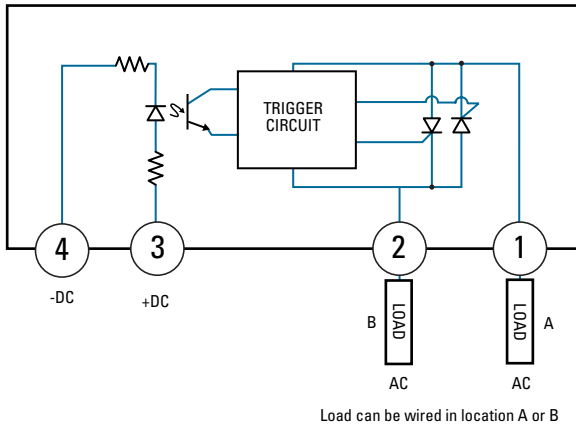 TRIGGER
CIRCUIT
4
3
2
1
-DC
+DC
B
LOAD
LOAD
A
AC
AC
Load can be wired in location A or B